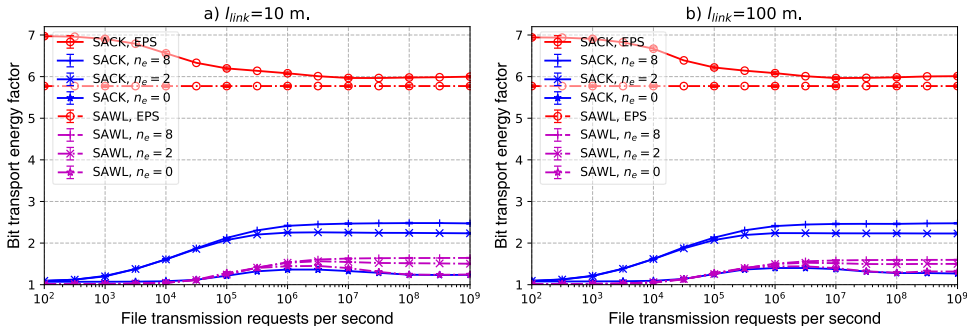 a) l_link=10 m.
Bit transport energy factor
7
6
5
4
3
2
1
SACK, EPS
SACK, n_e = 8
SACK, n_e = 2
SACK, n_e = 0
SAWL, EPS
SAWL, n_e = 8
SAWL, n_e = 2
SAWL, n_e = 0
10^2 10^3 10^4 10^5 10^6 10^7 10^8 10^9
File transmission requests per second
b) l_link=100 m.
Bit transport energy factor
7
6
5
4
3
2
1
SACK, EPS
SACK, n_e = 8
SACK, n_e = 2
SACK, n_e = 0
SAWL, EPS
SAWL, n_e = 8
SAWL, n_e = 2
SAWL, n_e = 0
10^2 10^3 10^4 10^5 10^6 10^7 10^8 10^9
File transmission requests per second